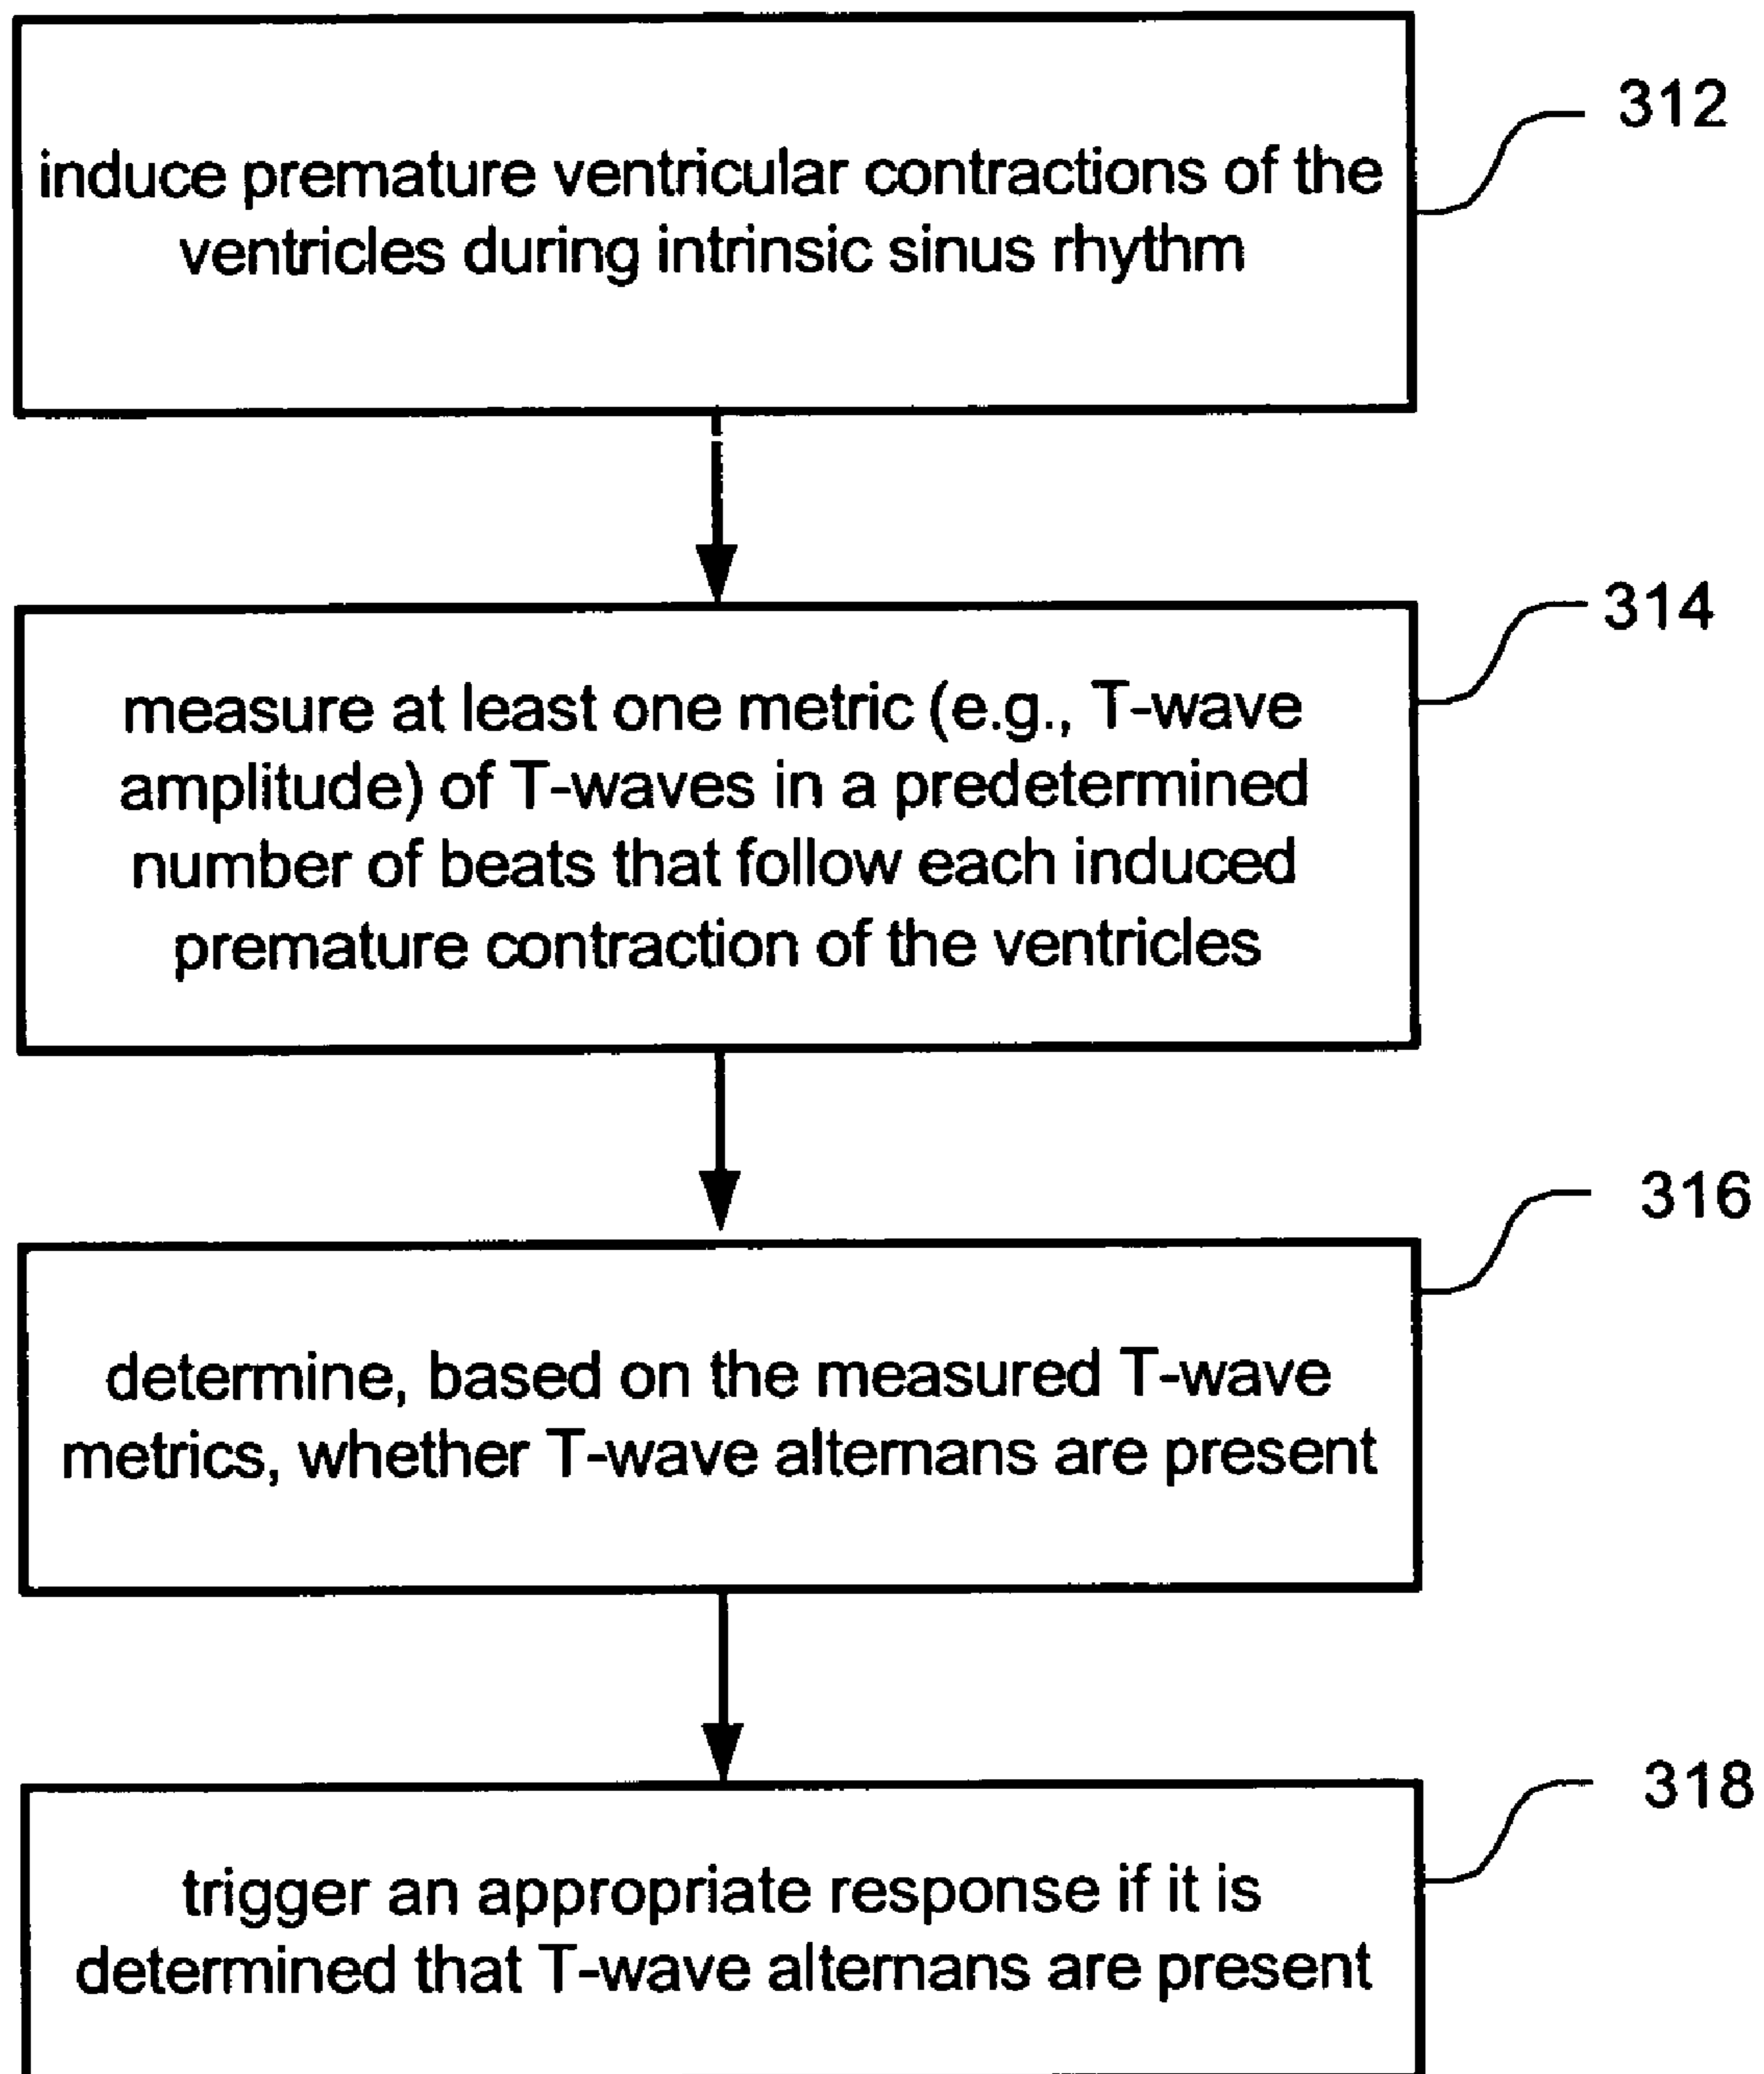 induce premature ventricular contractions of the
ventricles during intrinsic sinus rhythm
312
measure at least one metric (e.g., T-wave
amplitude) of T-waves in a predetermined
number of beats that follow each induced
premature contraction of the ventricles
314
determine, based on the measured T-wave
metrics, whether T-wave alternans are present
316
trigger an appropriate response if it is
determined that T-wave alternans are present
318